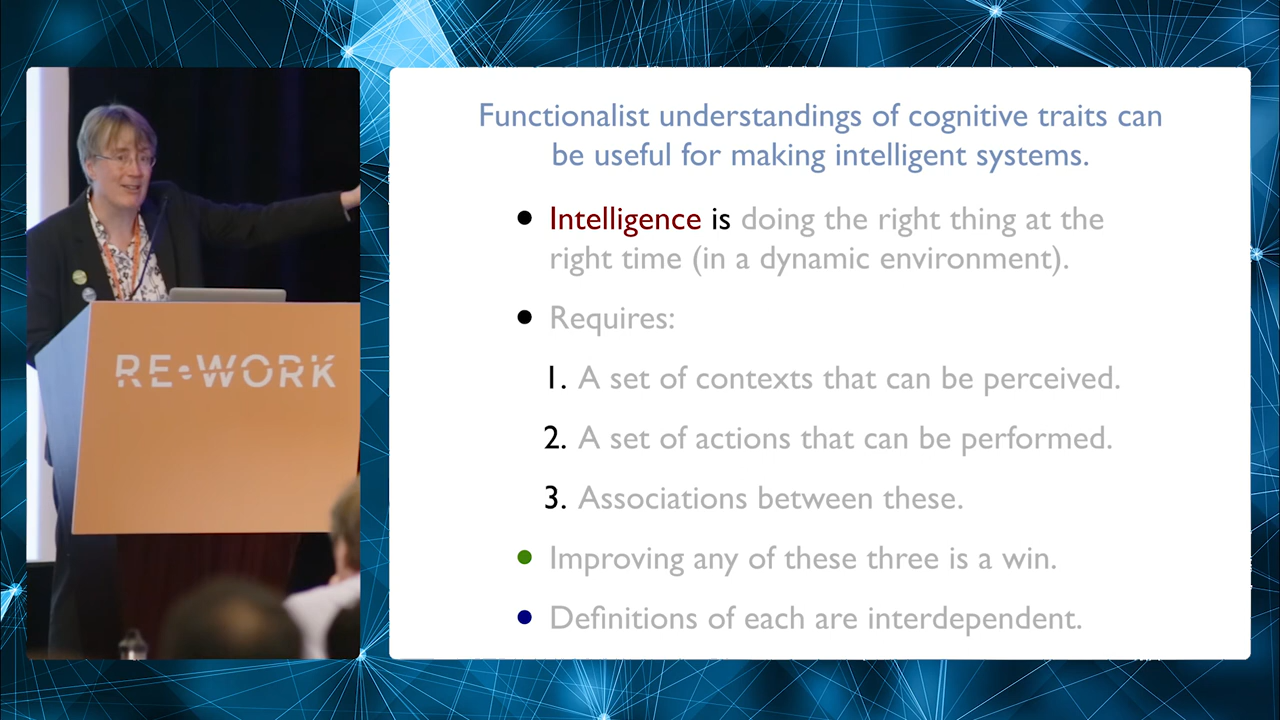 Functionalist understandings of cognitive traits can
be useful for making intelligent systems.
• Intelligence is doing the right thing at the
right time (in a dynamic environment).
• Requires:
1. A set of contexts that can be perceived.
2. A set of actions that can be performed.
3. Associations between these.
• Improving any of these three is a win.
• Definitions of each are interdependent.
RE•WORK